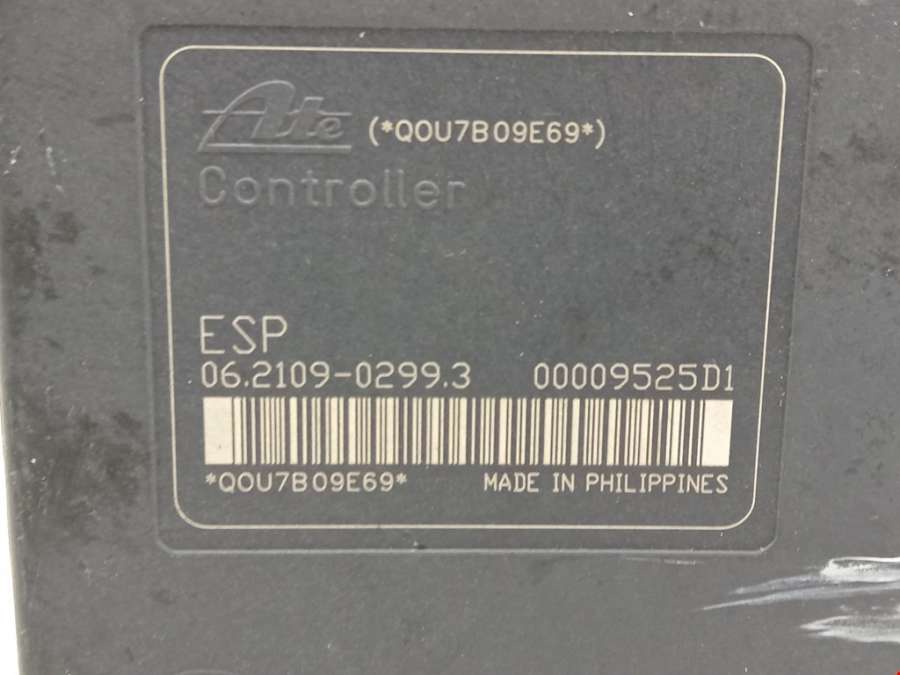 Ate (*QOU7B09E69*)
Controller
ESP
06.2109-0299.3 00009525D1
*QOU7B09E69* MADE IN PHILIPPINES